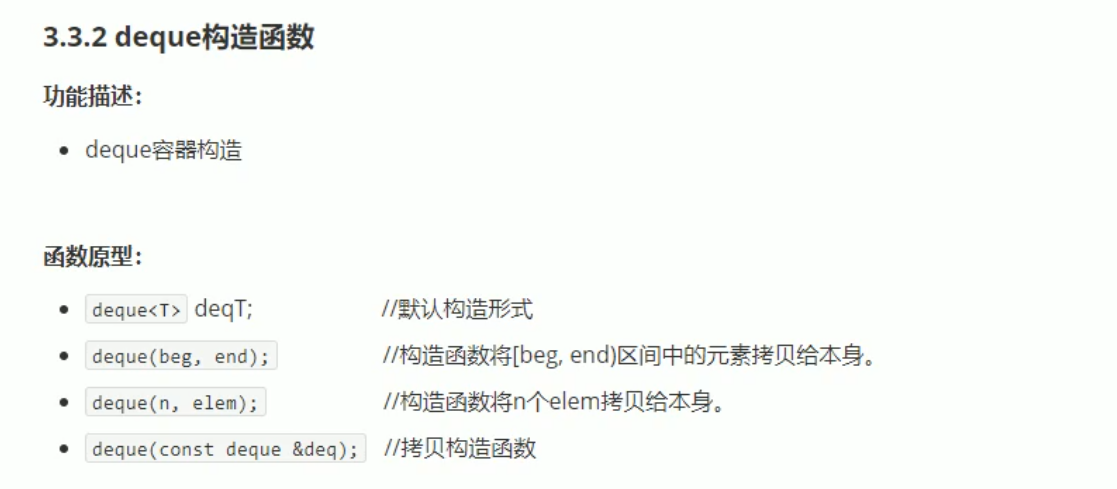 3.3.2 deque构造函数
功能描述：
deque容器构造
函数原型：
deque<T> deqT; //默认构造形式
deque(beg, end); //构造函数将[beg, end)区间中的元素拷贝给本身。
deque(n, elem); //构造函数将n个elem拷贝给本身。
deque(const deque &deq); //拷贝构造函数